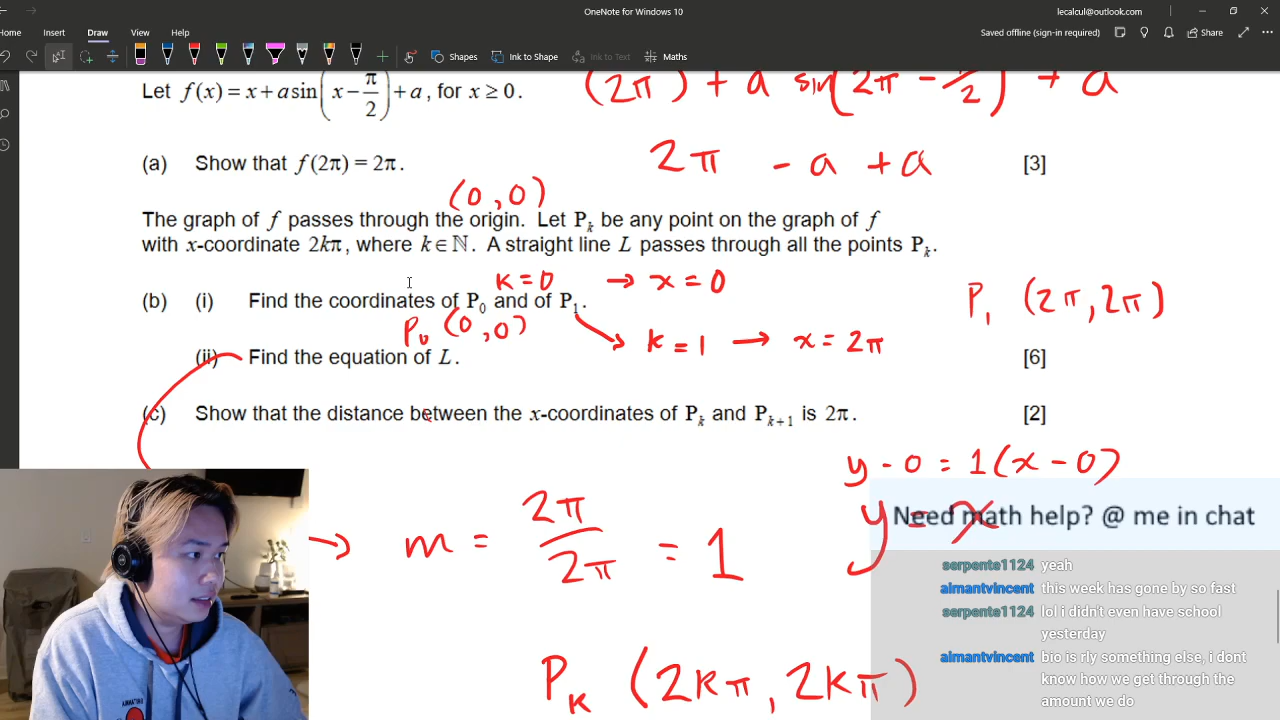 OneNote for Windows 10
lecalcul@outlook.com
Home Insert Draw View Help Saved offline (sign-in required) Share
Shapes Ink to Shape Ink to Text Maths
Let f(x) = x + a sin(x − π/2) + a, for x ≥ 0.
(2π) + a sin(2π − π/2) + a
(a) Show that f(2π) = 2π. [3]
2π − a + a
(0,0)
The graph of f passes through the origin. Let Pk be any point on the graph of f
with x-coordinate 2kπ, where k ∈ ℕ. A straight line L passes through all the points Pk.
k = 0 → x = 0
(b) (i) Find the coordinates of P0 and of P1.
P1 (2π, 2π)
P0 (0,0)
k = 1 → x = 2π
(ii) Find the equation of L. [6]
(c) Show that the distance between the x-coordinates of Pk and Pk+1 is 2π. [2]
y − 0 = 1(x − 0)
y = x
Need math help? @ me in chat
→ m = 2π/2π = 1
serpente1124 yeah
aimantvincent this week has gone by so fast
serpente1124 lol i didn't even have school
yesterday
aimantvincent bio is rly something else, i dont
know how we get through the
amount we do
Pk (2kπ, 2kπ)